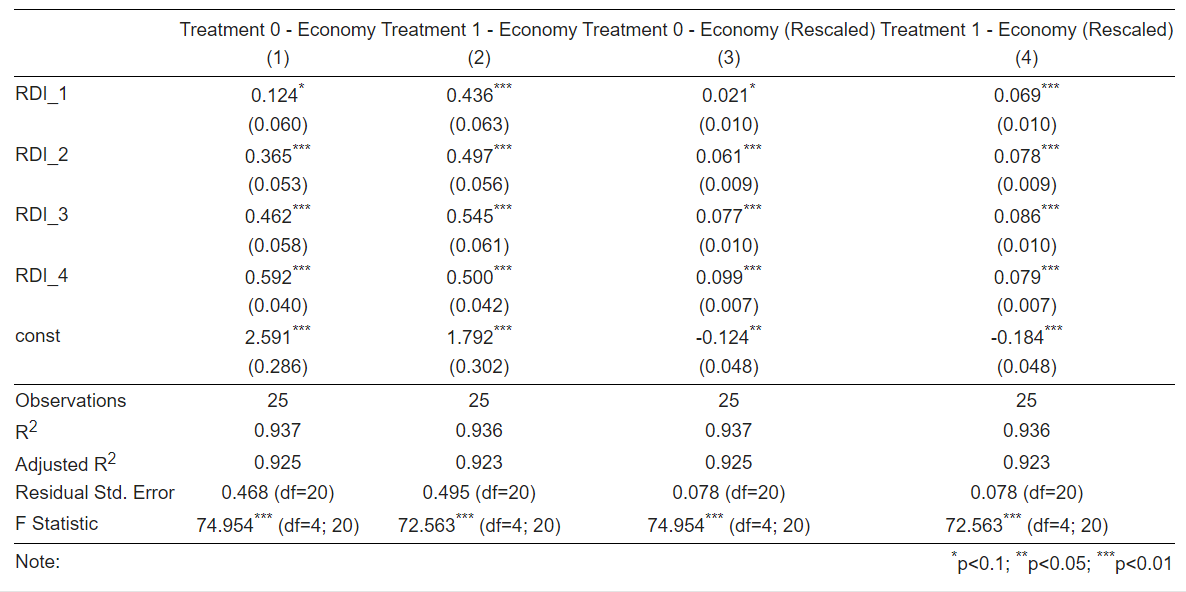 Treatment 0 - Economy Treatment 1 - Economy Treatment 0 - Economy (Rescaled) Treatment 1 - Economy (Rescaled)
(1) (2) (3) (4)
RDI_1 0.124* 0.436*** 0.021* 0.069***
(0.060) (0.063) (0.010) (0.010)
RDI_2 0.365*** 0.497*** 0.061*** 0.078***
(0.053) (0.056) (0.009) (0.009)
RDI_3 0.462*** 0.545*** 0.077*** 0.086***
(0.058) (0.061) (0.010) (0.010)
RDI_4 0.592*** 0.500*** 0.099*** 0.079***
(0.040) (0.042) (0.007) (0.007)
const 2.591*** 1.792*** -0.124** -0.184***
(0.286) (0.302) (0.048) (0.048)
Observations 25 25 25 25
R2 0.937 0.936 0.937 0.936
Adjusted R2 0.925 0.923 0.925 0.923
Residual Std. Error 0.468 (df=20) 0.495 (df=20) 0.078 (df=20) 0.078 (df=20)
F Statistic 74.954*** (df=4; 20) 72.563*** (df=4; 20) 74.954*** (df=4; 20) 72.563*** (df=4; 20)
Note: *p<0.1; **p<0.05; ***p<0.01